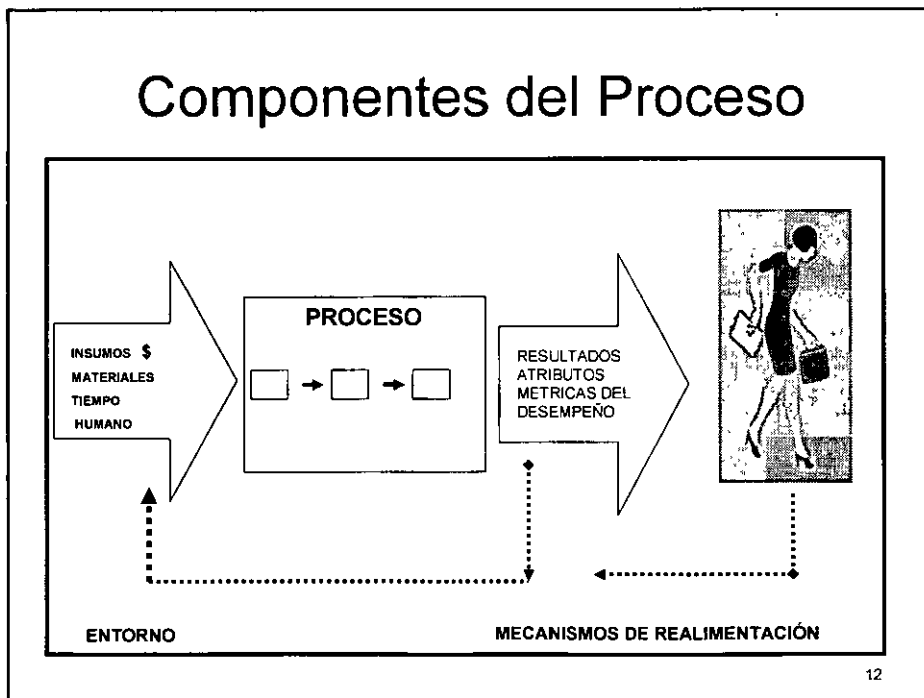 Componentes del Proceso
INSUMOS $
MATERIALES
TIEMPO
HUMANO
PROCESO
RESULTADOS
ATRIBUTOS
METRICAS DEL
DESEMPEÑO
ENTORNO
MECANISMOS DE REALIMENTACIÓN
12